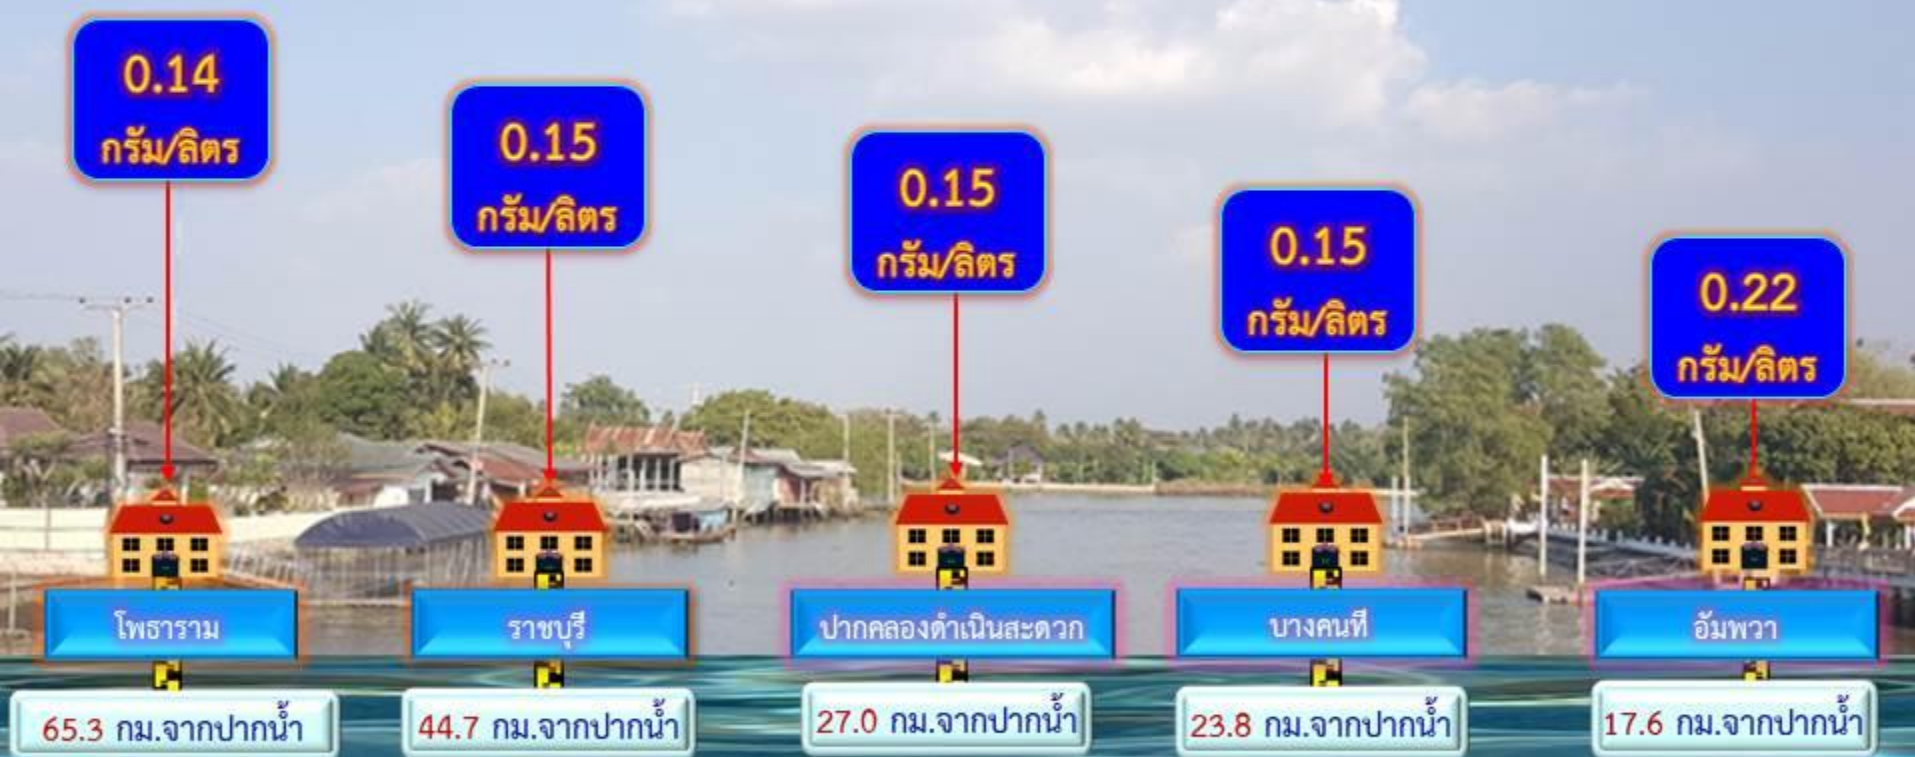 0.14
กรัม/ลิตร
0.15
กรัม/ลิตร
0.15
กรัม/ลิตร
0.15
กรัม/ลิตร
0.22
กรัม/ลิตร
โพธาราม
ราชบุรี
ปากคลองดำเนินสะดวก
บางคนที
อัมพวา
65.3 กม.จากปากน้ำ
44.7 กม.จากปากน้ำ
27.0 กม.จากปากน้ำ
23.8 กม.จากปากน้ำ
17.6 กม.จากปากน้ำ